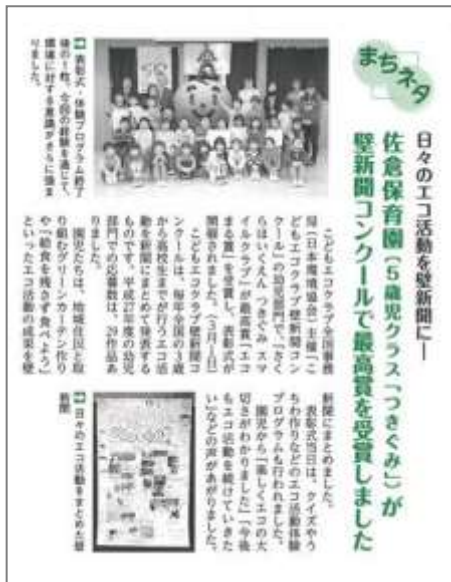 まちネタ
日々のエコ活動を壁新聞に―
佐倉保育園(5歳児クラス「つきぐみ」)が
壁新聞コンクールで最高賞を受賞しました
こどもエコクラブ全国事務
局(日本環境協会)主催「こ
どもエコクラブ壁新聞コン
クール」の幼児部門で、「さく
らほいくえん つきぐみ スマ
イルクラブ」が最高賞「エコ
まる賞」を受賞し、表彰式が
開催されました。(3月1日)
こどもエコクラブ壁新聞コ
ンクールは、毎年全国の3歳
から高校生までが行うエコ活
動を新聞にまとめて発表する
ものです。平成27年度の幼児
部門での応募数は、29作品あ
りました。
園児たちは、地域住民と取
り組むグリーンカーテン作り
や「給食を残さず食べよう」
といったエコ活動の成果を壁
新聞にまとめました。
表彰式当日は、クイズやう
ちわ作りなどのエコ活動体験
プログラムも行われました。
園児から「楽しくエコの大
切さがわかりました」「今後
もエコ活動を続けていきた
い」などの声があがりました。
表彰式・体験プログラム終了
後の1枚。今回の経験を通じて、
環境に対する意識がさらに強ま
りました。
日々のエコ活動をまとめた壁
新聞